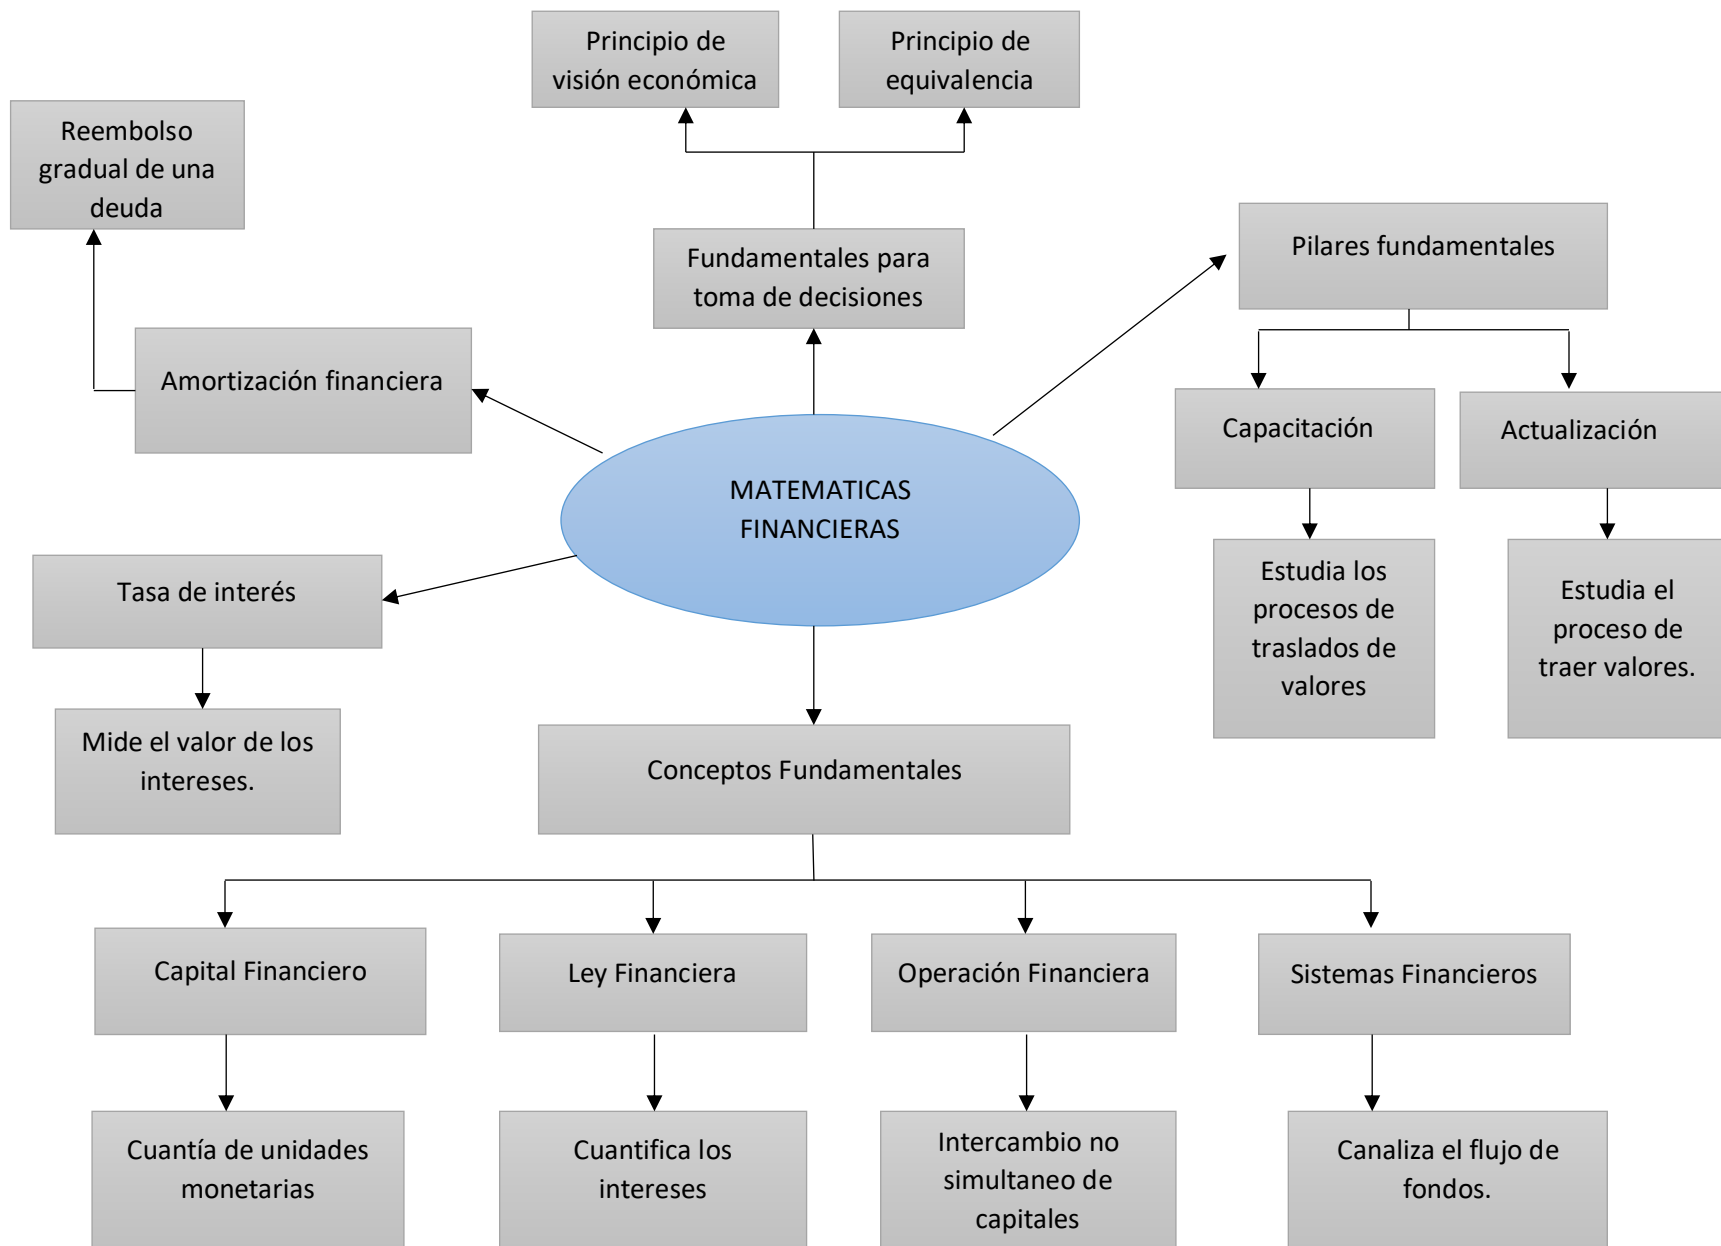 Principio de
visión económica
Principio de
equivalencia
Reembolso
gradual de una
deuda
Fundamentales para
toma de decisiones
Pilares fundamentales
Amortización financiera
Capacitación
Actualización
MATEMATICAS
FINANCIERAS
Tasa de interés
Estudia los
procesos de
traslados de
valores
Estudia el
proceso de
traer valores.
Mide el valor de los
intereses.
Conceptos Fundamentales
Capital Financiero
Ley Financiera
Operación Financiera
Sistemas Financieros
Cuantía de unidades
monetarias
Cuantifica los
intereses
Intercambio no
simultaneo de
capitales
Canaliza el flujo de
fondos.